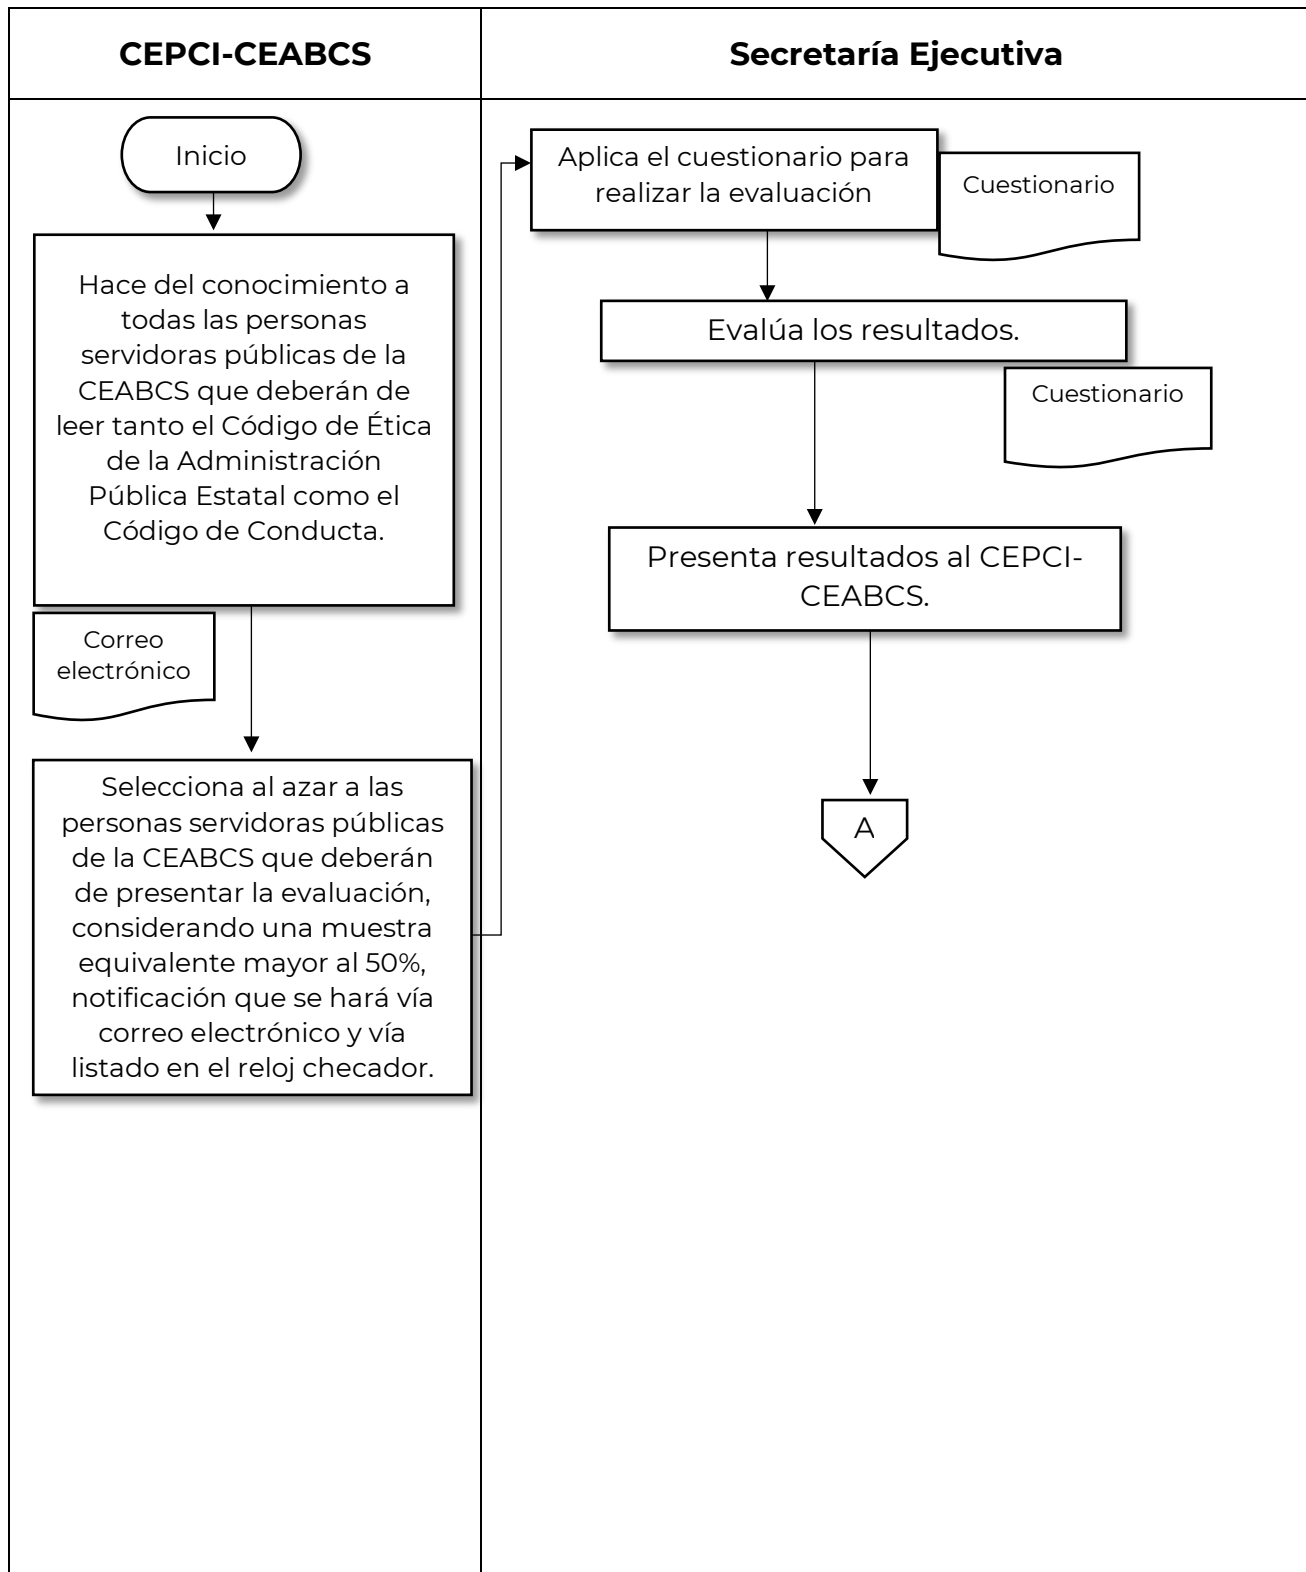 CEPCI-CEABCS
Secretaría Ejecutiva
Inicio
Hace del conocimiento a
todas las personas
servidoras públicas de la
CEABCS que deberán de
leer tanto el Código de Ética
de la Administración
Pública Estatal como el
Código de Conducta.
Correo
electrónico
Selecciona al azar a las
personas servidoras públicas
de la CEABCS que deberán
de presentar la evaluación,
considerando una muestra
equivalente mayor al 50%,
notificación que se hará vía
correo electrónico y vía
listado en el reloj checador.
Aplica el cuestionario para
realizar la evaluación
Cuestionario
Evalúa los resultados.
Cuestionario
Presenta resultados al CEPCI-
CEABCS.
A